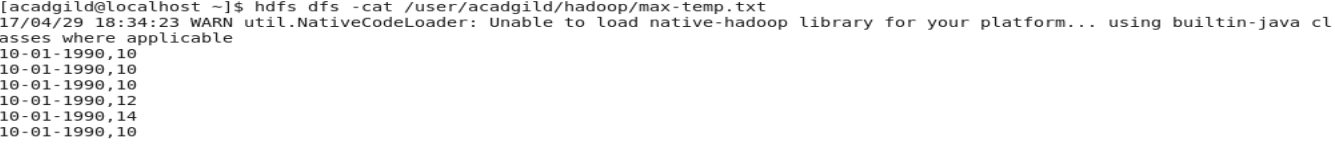 [acadgild@localhost ~]$ hdfs dfs -cat /user/acadgild/hadoop/max-temp.txt
17/04/29 18:34:23 WARN util.NativeCodeLoader: Unable to load native-hadoop library for your platform... using builtin-java cl
asses where applicable
10-01-1990,10
10-01-1990,10
10-01-1990,10
10-01-1990,12
10-01-1990,14
10-01-1990,10